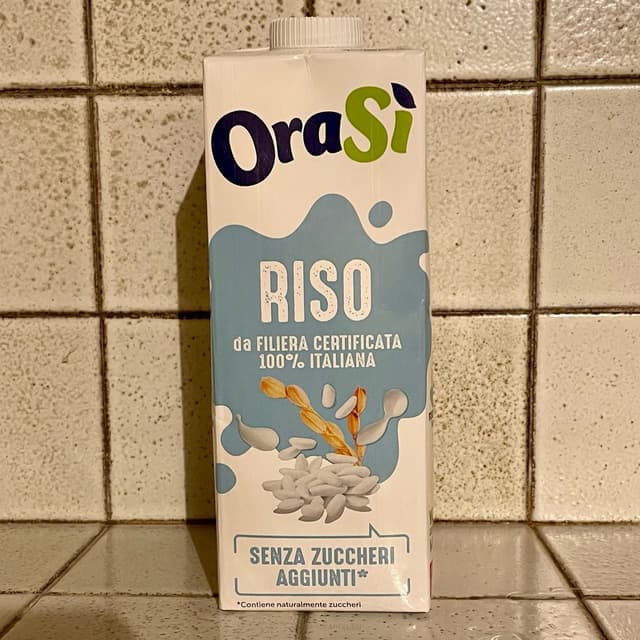 OraSì
RISO
da FILIERA CERTIFICATA
100% ITALIANA
SENZA ZUCCHERI
AGGIUNTI*
*Contiene naturalmente zuccheri